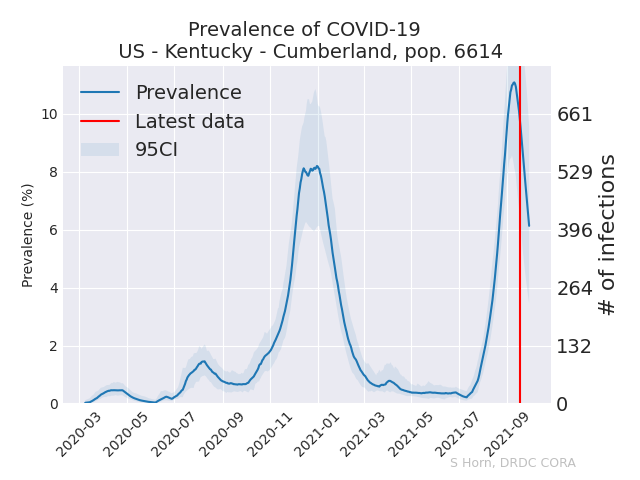 Prevalence of COVID-19
US - Kentucky - Cumberland, pop. 6614
Prevalence
Latest data
95CI
Prevalence (%)
10
8
6
4
2
0
661
529
396
264
132
0
# of infections
2020-03
2020-05
2020-07
2020-09
2020-11
2021-01
2021-03
2021-05
2021-07
2021-09
S Horn, DRDC CORA